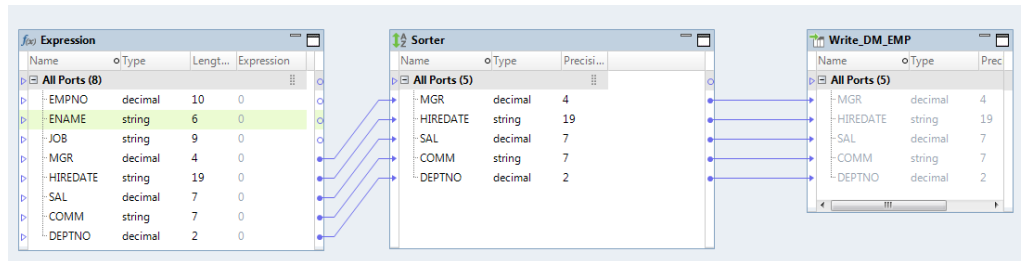 f(x) Expression
Name Type Lengt... Expression
All Ports (8)
EMPNO decimal 10 0
ENAME string 6 0
JOB string 9 0
MGR decimal 4 0
HIREDATE string 19 0
SAL decimal 7 0
COMM string 7 0
DEPTNO decimal 2 0
AZ Sorter
Name Type Precisi...
All Ports (5)
MGR decimal 4
HIREDATE string 19
SAL decimal 7
COMM string 7
DEPTNO decimal 2
Write_DM_EMP
Name Type Prec
All Ports (5)
MGR decimal 4
HIREDATE string 19
SAL decimal 7
COMM string 7
DEPTNO decimal 2